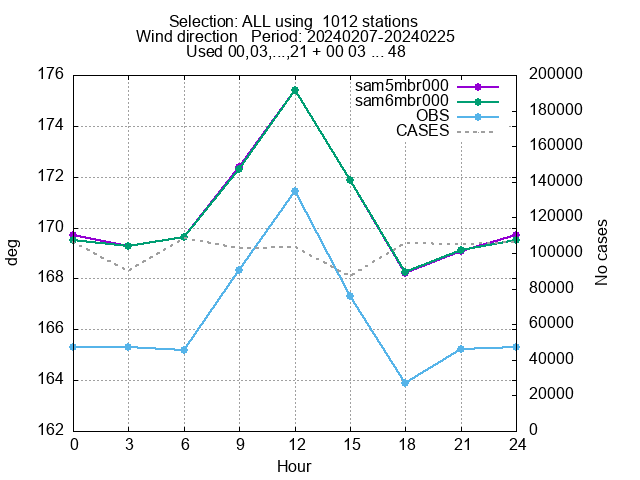 Selection: ALL using  1012 stations
Wind direction   Period: 20240207-20240225
Used 00,03,...,21 + 00 03 ... 48
176
174
172
170
168
166
164
162
deg
sam5mbr000
sam6mbr000
OBS
CASES
200000
180000
160000
140000
120000
100000
80000
60000
40000
20000
0
No cases
0 3 6 9 12 15 18 21 24
Hour